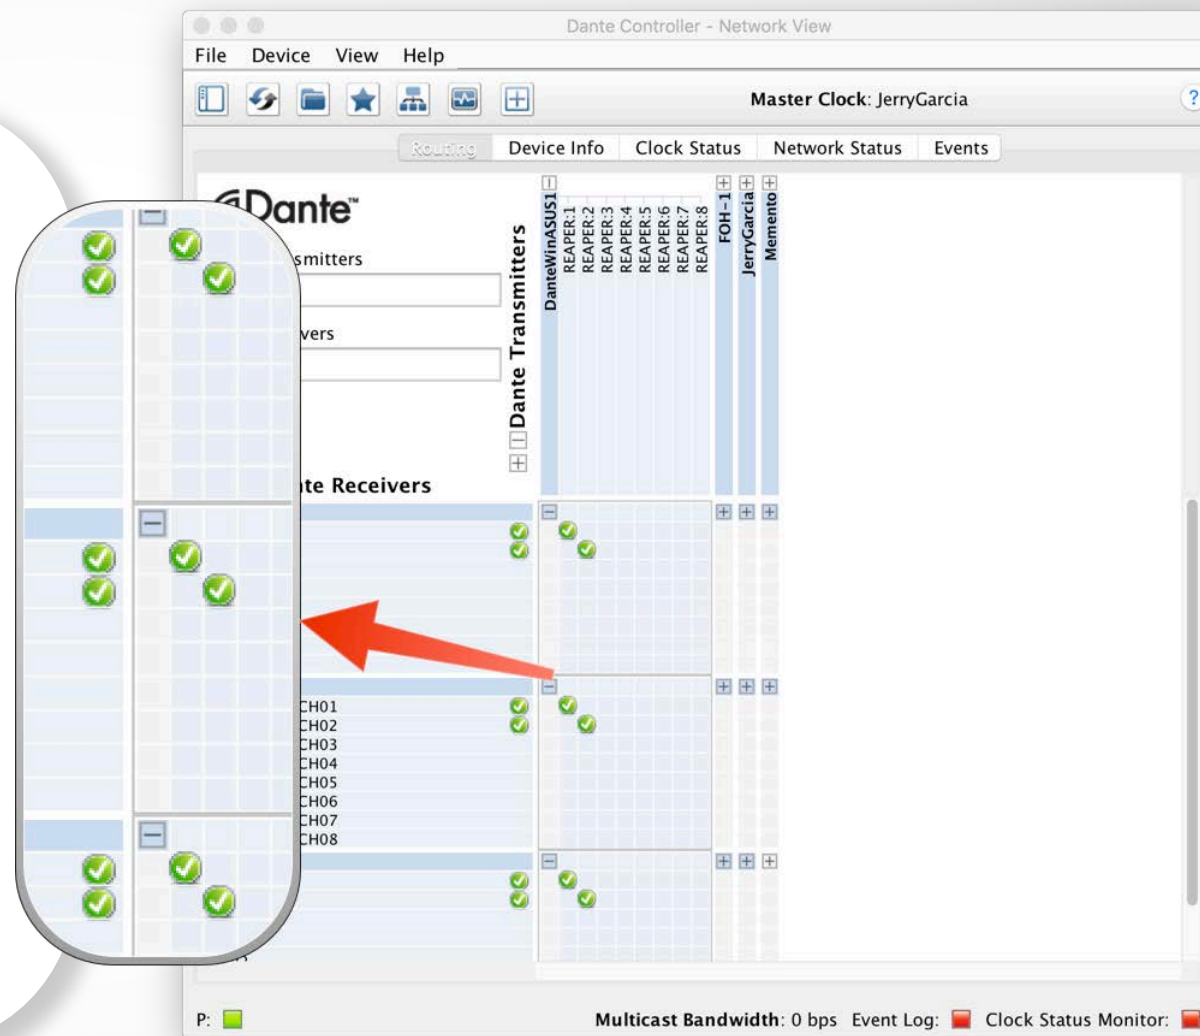 Dante Controller - Network View
File Device View Help
Master Clock: JerryGarcia
?
Routing Device Info Clock Status Network Status Events
Dante™
smitters
vers
Dante Transmitters
DanteWinASUS1
REAPER:1
REAPER:2
REAPER:3
REAPER:4
REAPER:5
REAPER:6
REAPER:7
REAPER:8
FOH-1
JerryGarcia
Memento
te Receivers
CH01
CH02
CH03
CH04
CH05
CH06
CH07
CH08
P:
Multicast Bandwidth: 0 bps Event Log: Clock Status Monitor: